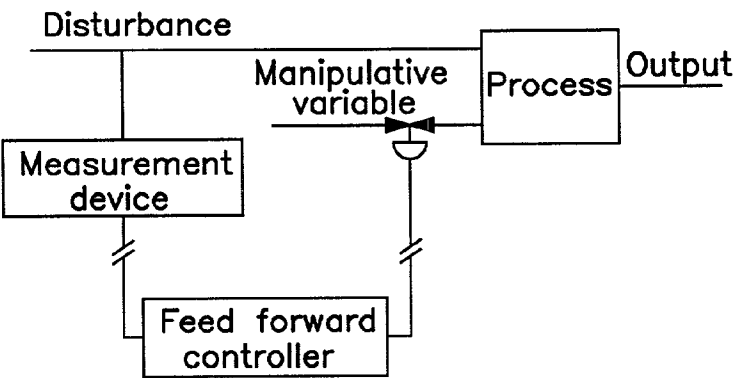 Disturbance
Manipulative
variable
Process
Output
Measurement
device
Feed forward
controller